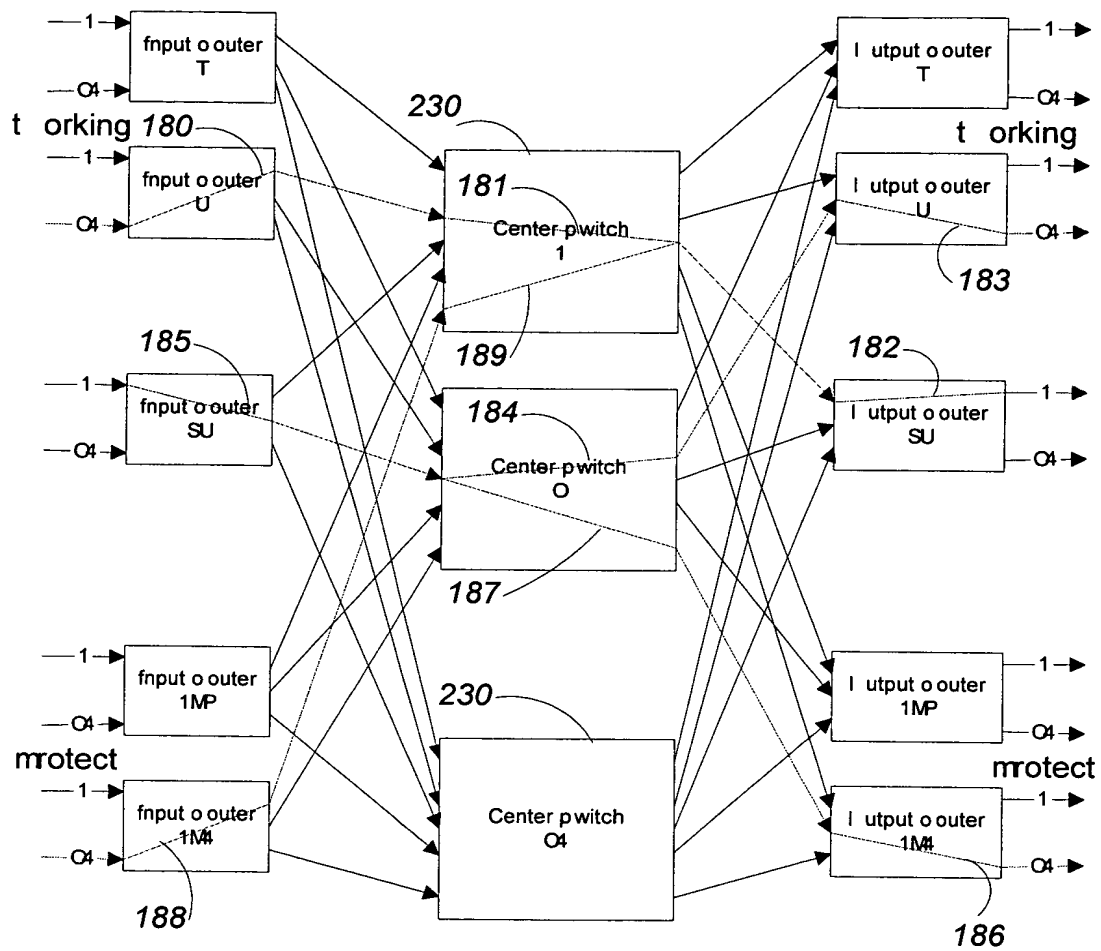 1
fnput o outer
T
O4
t orking
180
1
fnput o outer
U
O4
185
1
fnput o outer
SU
O4
1
fnput o outer
1MP
O4
mrotect
1
fnput o outer
1M4
O4
188
230
181
Center pwitch
1
189
184
Center pwitch
O
187
230
Center pwitch
O4
l utput o outer
T
1
O4
t orking
l utput o outer
U
1
O4
183
182
l utput o outer
SU
1
O4
l utput o outer
1MP
1
O4
mrotect
l utput o outer
1M4
1
O4
186